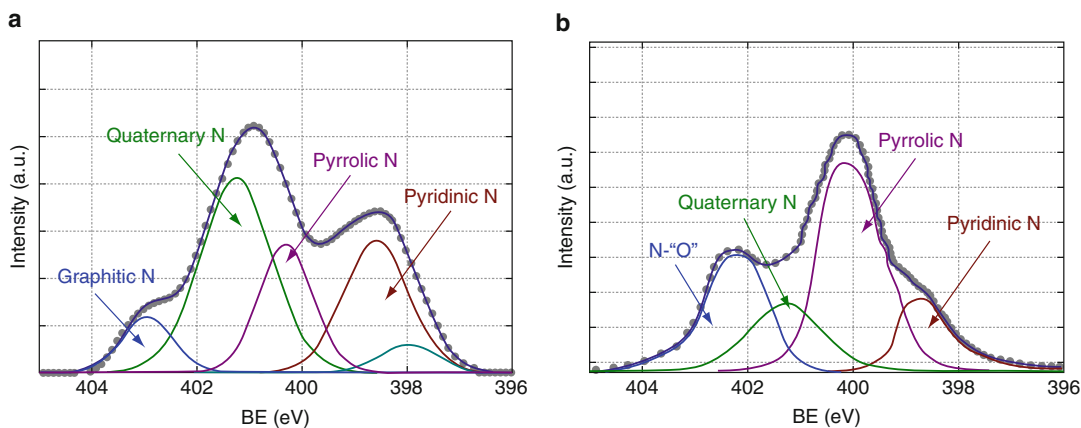 a
Intensity (a.u.)
Quaternary N
Pyrrolic N
Pyridinic N
Graphitic N
404 402 400 398 396
BE (eV)
b
Intensity (a.u.)
Pyrrolic N
Quaternary N
Pyridinic N
N-“O”
404 402 400 398 396
BE (eV)